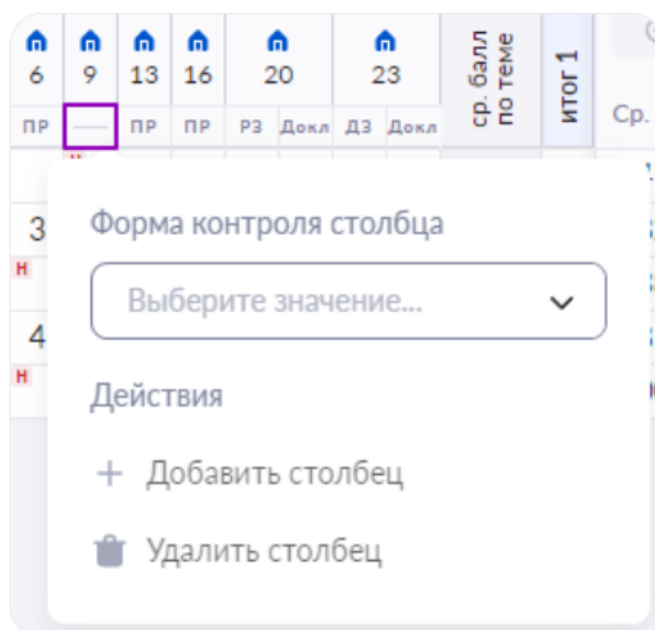 6 9 13 16 20 23 ср. балл по теме итог 1 Ср.
ПР — ПР ПР РЗ Докл ДЗ Докл
Н
3 Форма контроля столбца
Н
Выберите значение...
4
Н
Действия
+ Добавить столбец
Удалить столбец